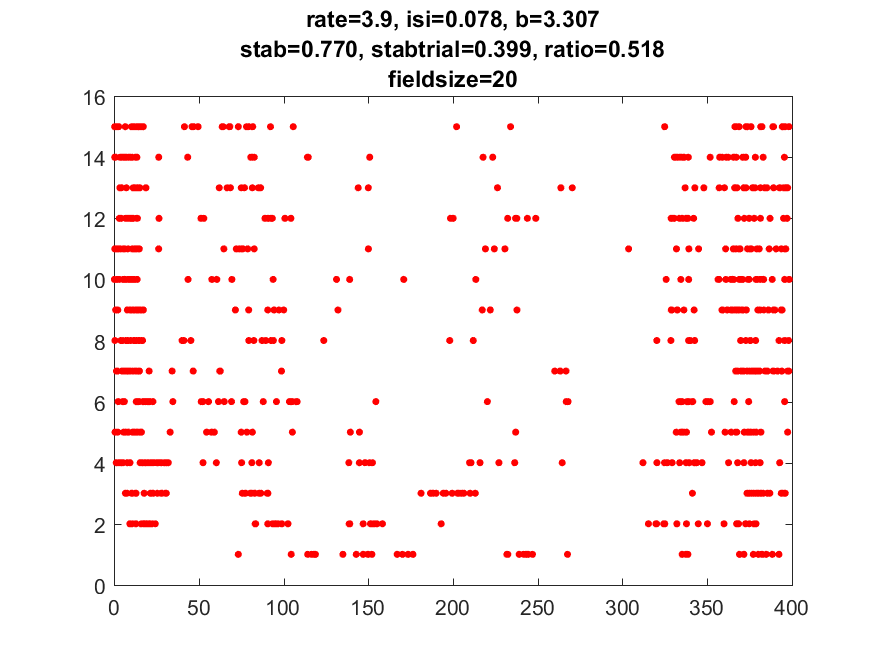 rate=3.9, isi=0.078, b=3.307
stab=0.770, stabtrial=0.399, ratio=0.518
fieldsize=20
16
14
12
10
8
6
4
2
0
0 50 100 150 200 250 300 350 400